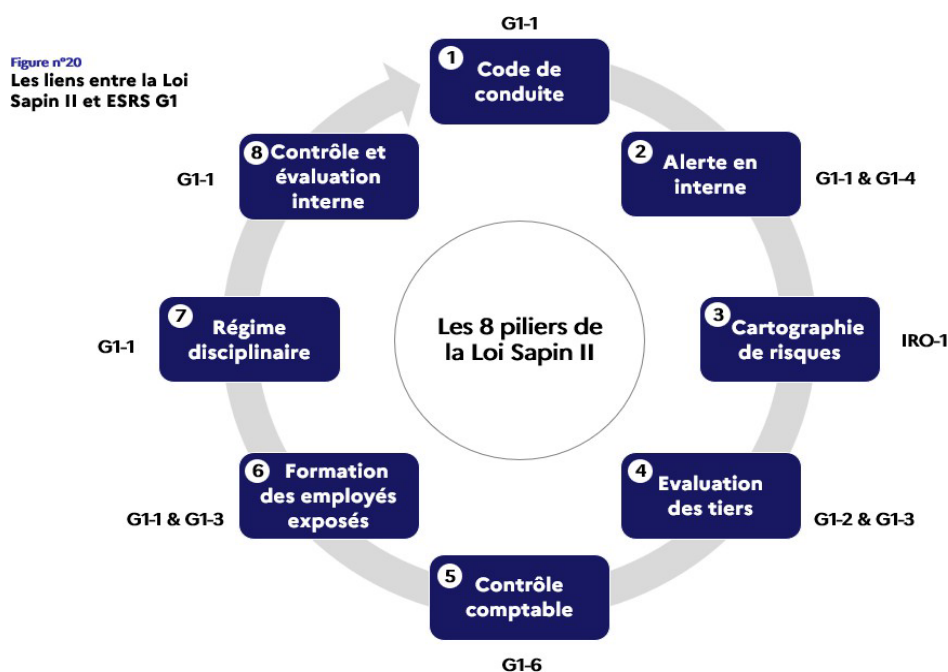 Figure n°20
Les liens entre la Loi
Sapin II et ESRS G1
G1-1
1
Code de
conduite
2
Alerte en
interne
G1-1 & G1-4
3
Cartographie
de risques
IRO-1
4
Evaluation
des tiers
G1-2 & G1-3
5
Contrôle
comptable
G1-6
6
Formation
des employés
exposés
G1-1 & G1-3
7
Régime
disciplinaire
G1-1
8
Contrôle et
évaluation
interne
G1-1
Les 8 piliers de
la Loi Sapin II